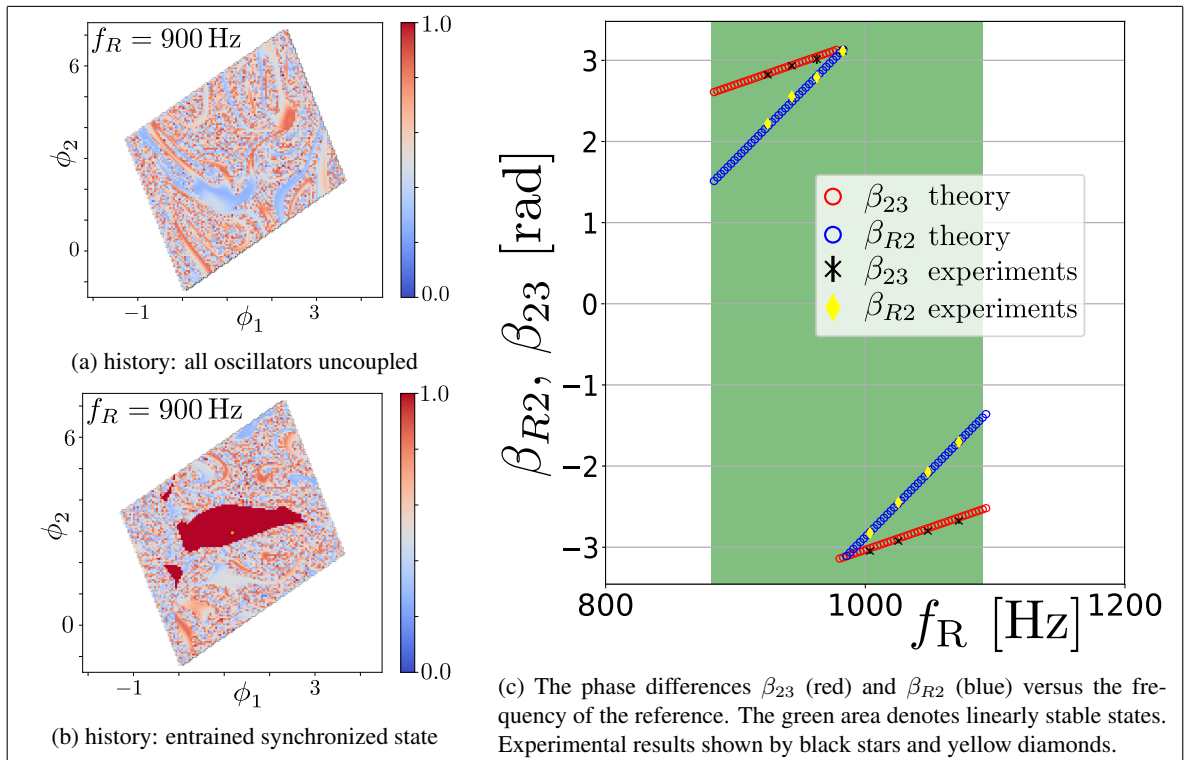 f_R = 900 Hz
1.0
6
ϕ_2
0
0.0
−1
3
ϕ_1
(a) history: all oscillators uncoupled
f_R = 900 Hz
1.0
6
ϕ_2
0
0.0
−1
3
ϕ_1
(b) history: entrained synchronized state
3
2
1
0
−1
−2
−3
β_R2, β_23 [rad]
β_23 theory
β_R2 theory
β_23 experiments
β_R2 experiments
800
1000
1200
f_R [Hz]
(c) The phase differences β_23 (red) and β_R2 (blue) versus the fre-
quency of the reference. The green area denotes linearly stable states.
Experimental results shown by black stars and yellow diamonds.